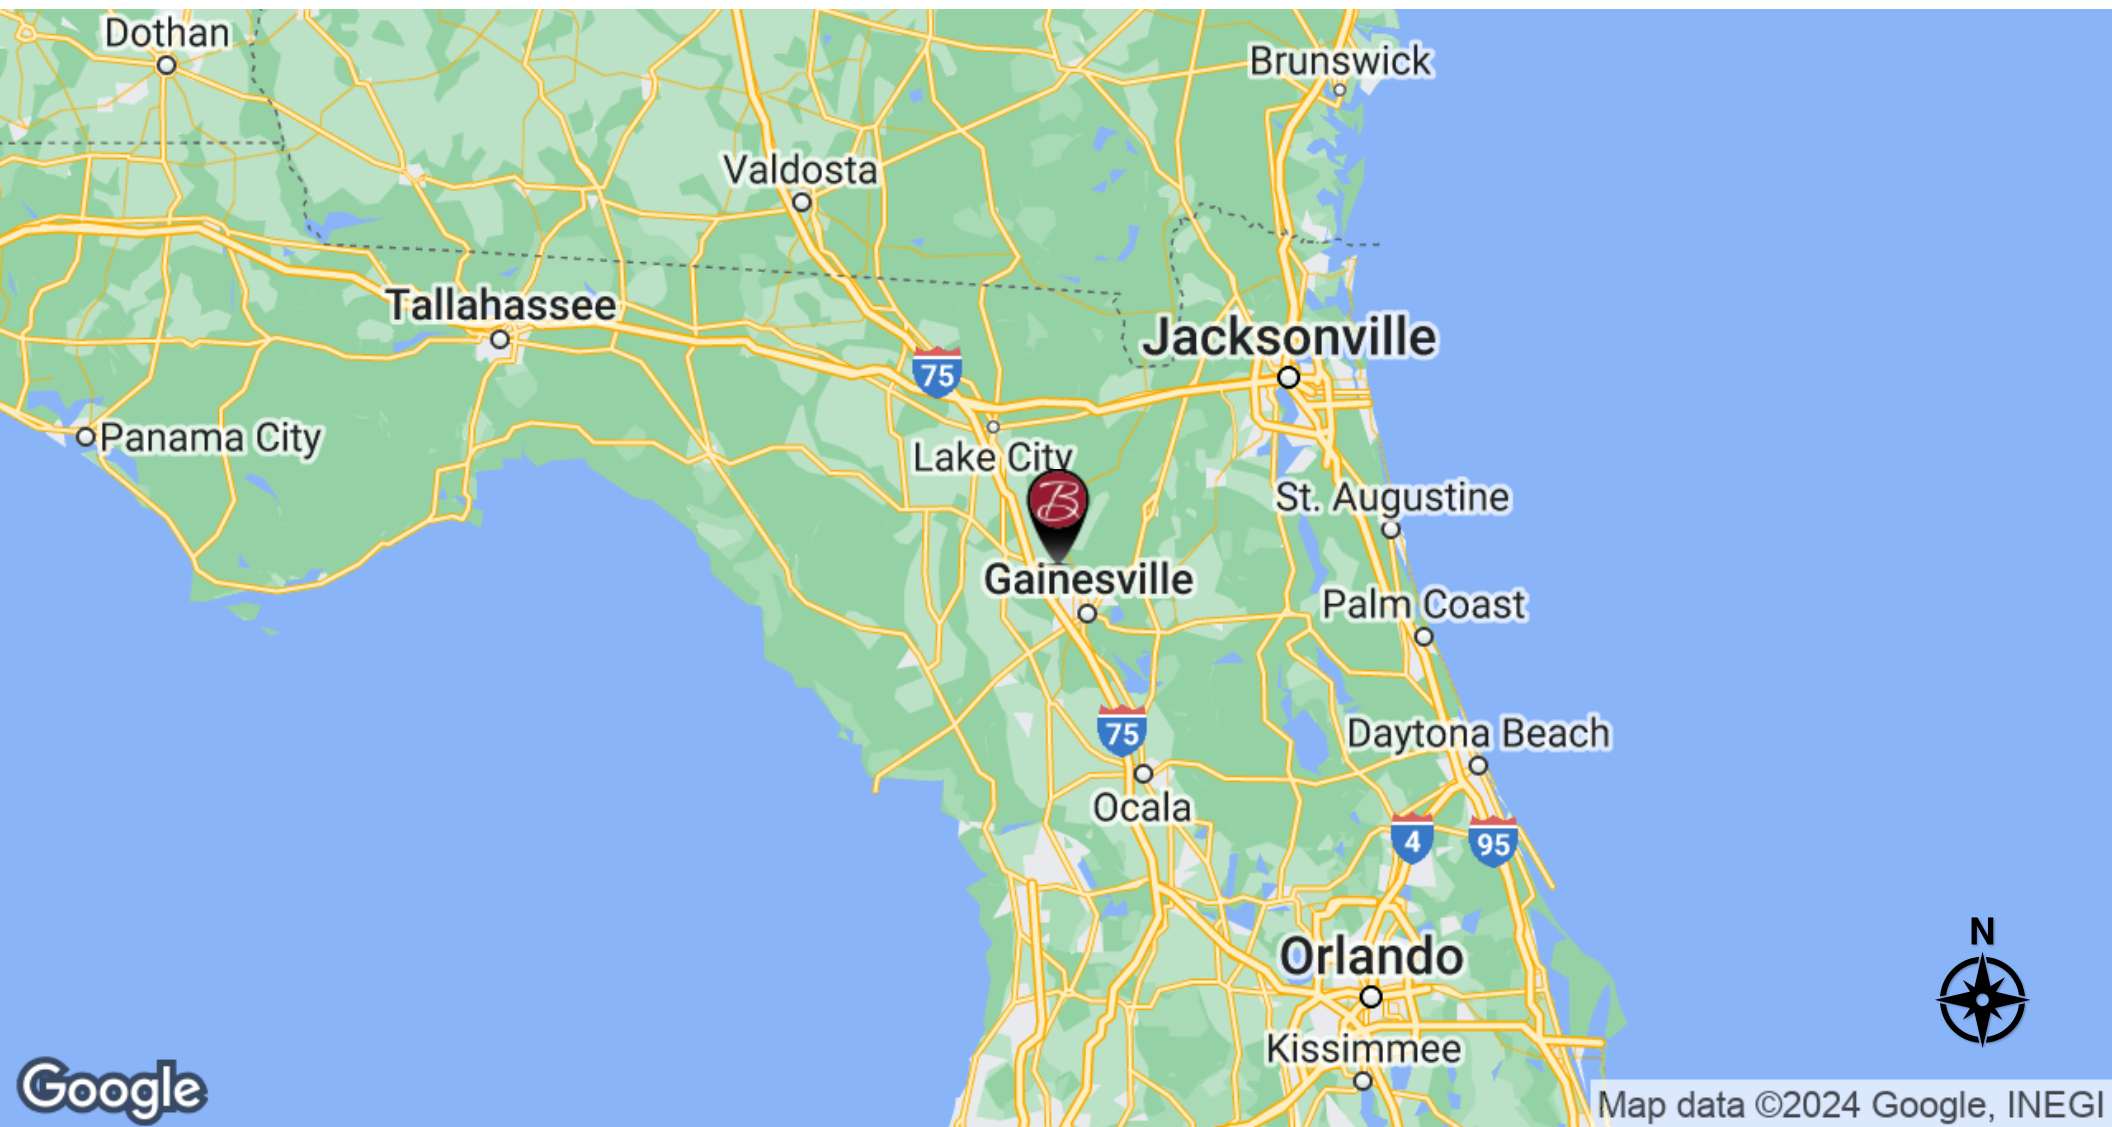 Dothan
Brunswick
Valdosta
Tallahassee
Jacksonville
75
Panama City
Lake City
B
St. Augustine
Gainesville
Palm Coast
75
Daytona Beach
Ocala
4
95
N
Orlando
Kissimmee
Google
Map data ©2024 Google, INEGI